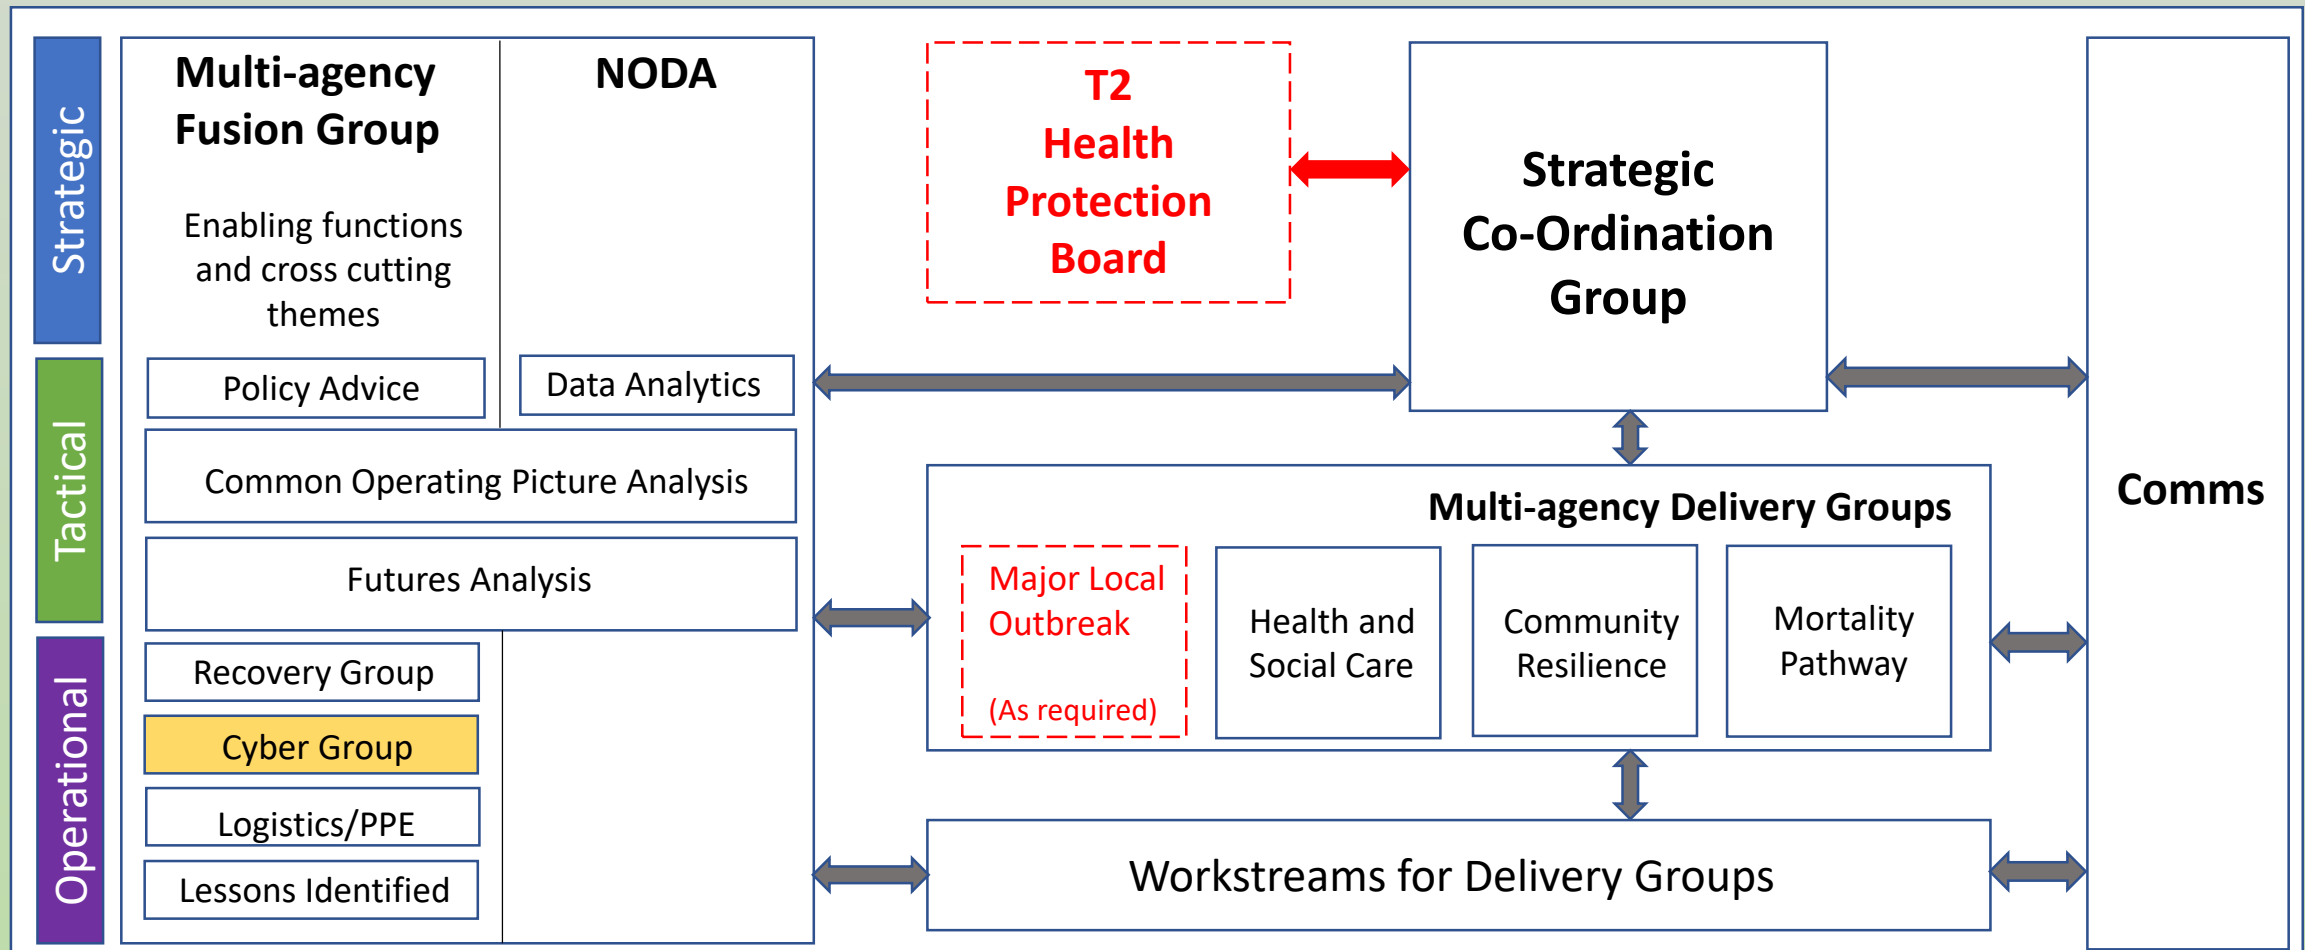 Strategic
Tactical
Operational
Multi-agency
Fusion Group
Enabling functions
and cross cutting
themes
NODA
Policy Advice
Data Analytics
Common Operating Picture Analysis
Futures Analysis
Recovery Group
Cyber Group
Logistics/PPE
Lessons Identified
T2
Health
Protection
Board
Strategic
Co-Ordination
Group
Multi-agency Delivery Groups
Major Local
Outbreak
(As required)
Health and
Social Care
Community
Resilience
Mortality
Pathway
Workstreams for Delivery Groups
Comms